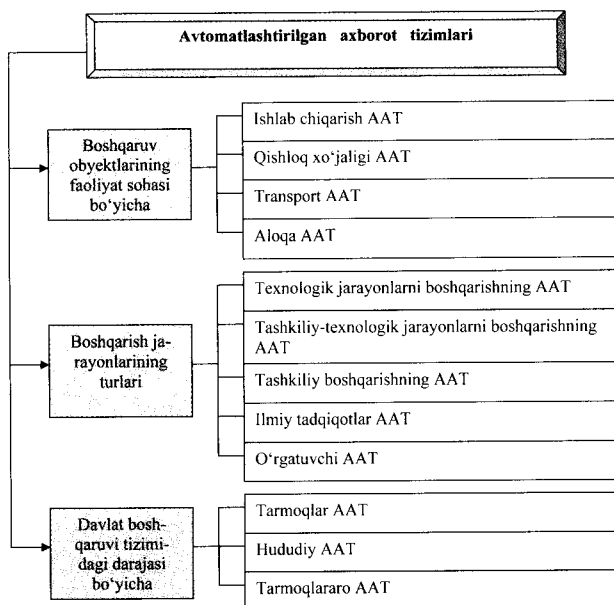 Avtomatlashtirilgan axborot tizimlari
Boshqaruv
obyektlarining
faoliyat sohasi
bo‘yicha
Ishlab chiqarish AAT
Qishloq xo‘jaligi AAT
Transport AAT
Aloqa AAT
Boshqarish ja-
rayonlarining
turlari
Texnologik jarayonlarni boshqarishning AAT
Tashkiliy-texnologik jarayonlarni boshqarishning
AAT
Tashkiliy boshqarishning AAT
Ilmiy tadqiqotlar AAT
O‘rgatuvchi AAT
Davlat bosh-
qaruvi tizimi-
dagi darajasi
bo‘yicha
Tarmoqlar AAT
Hududiy AAT
Tarmoqlararo AAT